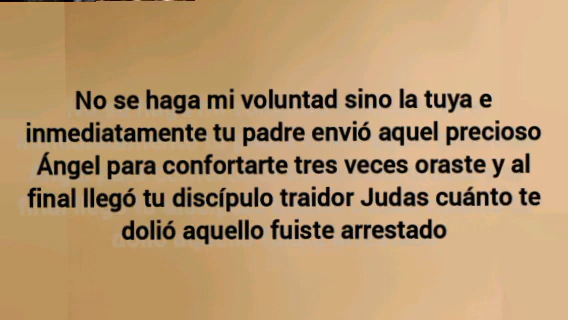 No se haga mi voluntad sino la tuya e
inmediatamente tu padre envió aquel precioso
Ángel para confortarte tres veces oraste y al
final llegó tu discípulo traidor Judas cuánto te
dolió aquello fuiste arrestado